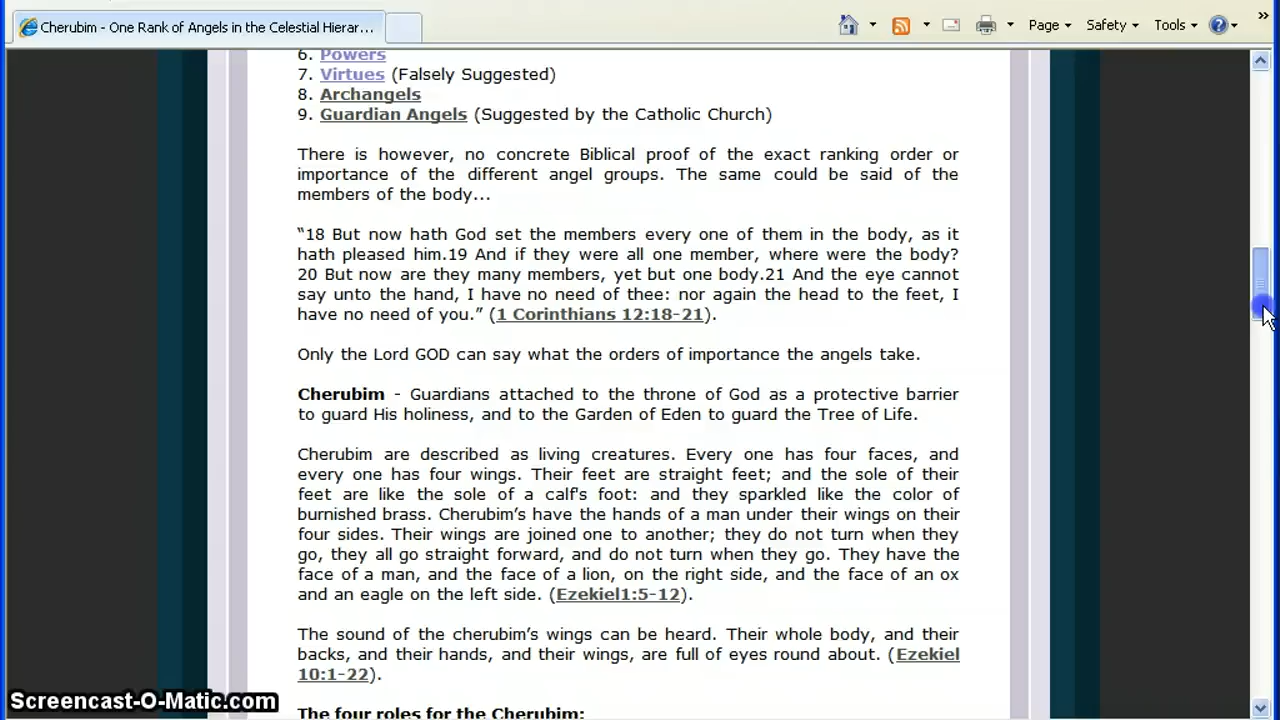 Cherubim - One Rank of Angels in the Celestial Hierar...
Page
Safety
Tools
6. Powers
7. Virtues (Falsely Suggested)
8. Archangels
9. Guardian Angels (Suggested by the Catholic Church)
There is however, no concrete Biblical proof of the exact ranking order or
importance of the different angel groups. The same could be said of the
members of the body...
“18 But now hath God set the members every one of them in the body, as it
hath pleased him.19 And if they were all one member, where were the body?
20 But now are they many members, yet but one body.21 And the eye cannot
say unto the hand, I have no need of thee: nor again the head to the feet, I
have no need of you.” (1 Corinthians 12:18-21).
Only the Lord GOD can say what the orders of importance the angels take.
Cherubim - Guardians attached to the throne of God as a protective barrier
to guard His holiness, and to the Garden of Eden to guard the Tree of Life.
Cherubim are described as living creatures. Every one has four faces, and
every one has four wings. Their feet are straight feet; and the sole of their
feet are like the sole of a calf's foot: and they sparkled like the color of
burnished brass. Cherubim’s have the hands of a man under their wings on their
four sides. Their wings are joined one to another; they do not turn when they
go, they all go straight forward, and do not turn when they go. They have the
face of a man, and the face of a lion, on the right side, and the face of an ox
and an eagle on the left side. (Ezekiel1:5-12).
The sound of the cherubim’s wings can be heard. Their whole body, and their
backs, and their hands, and their wings, are full of eyes round about. (Ezekiel
10:1-22).
The four roles for the Cherubim:
Screencast-O-Matic.com